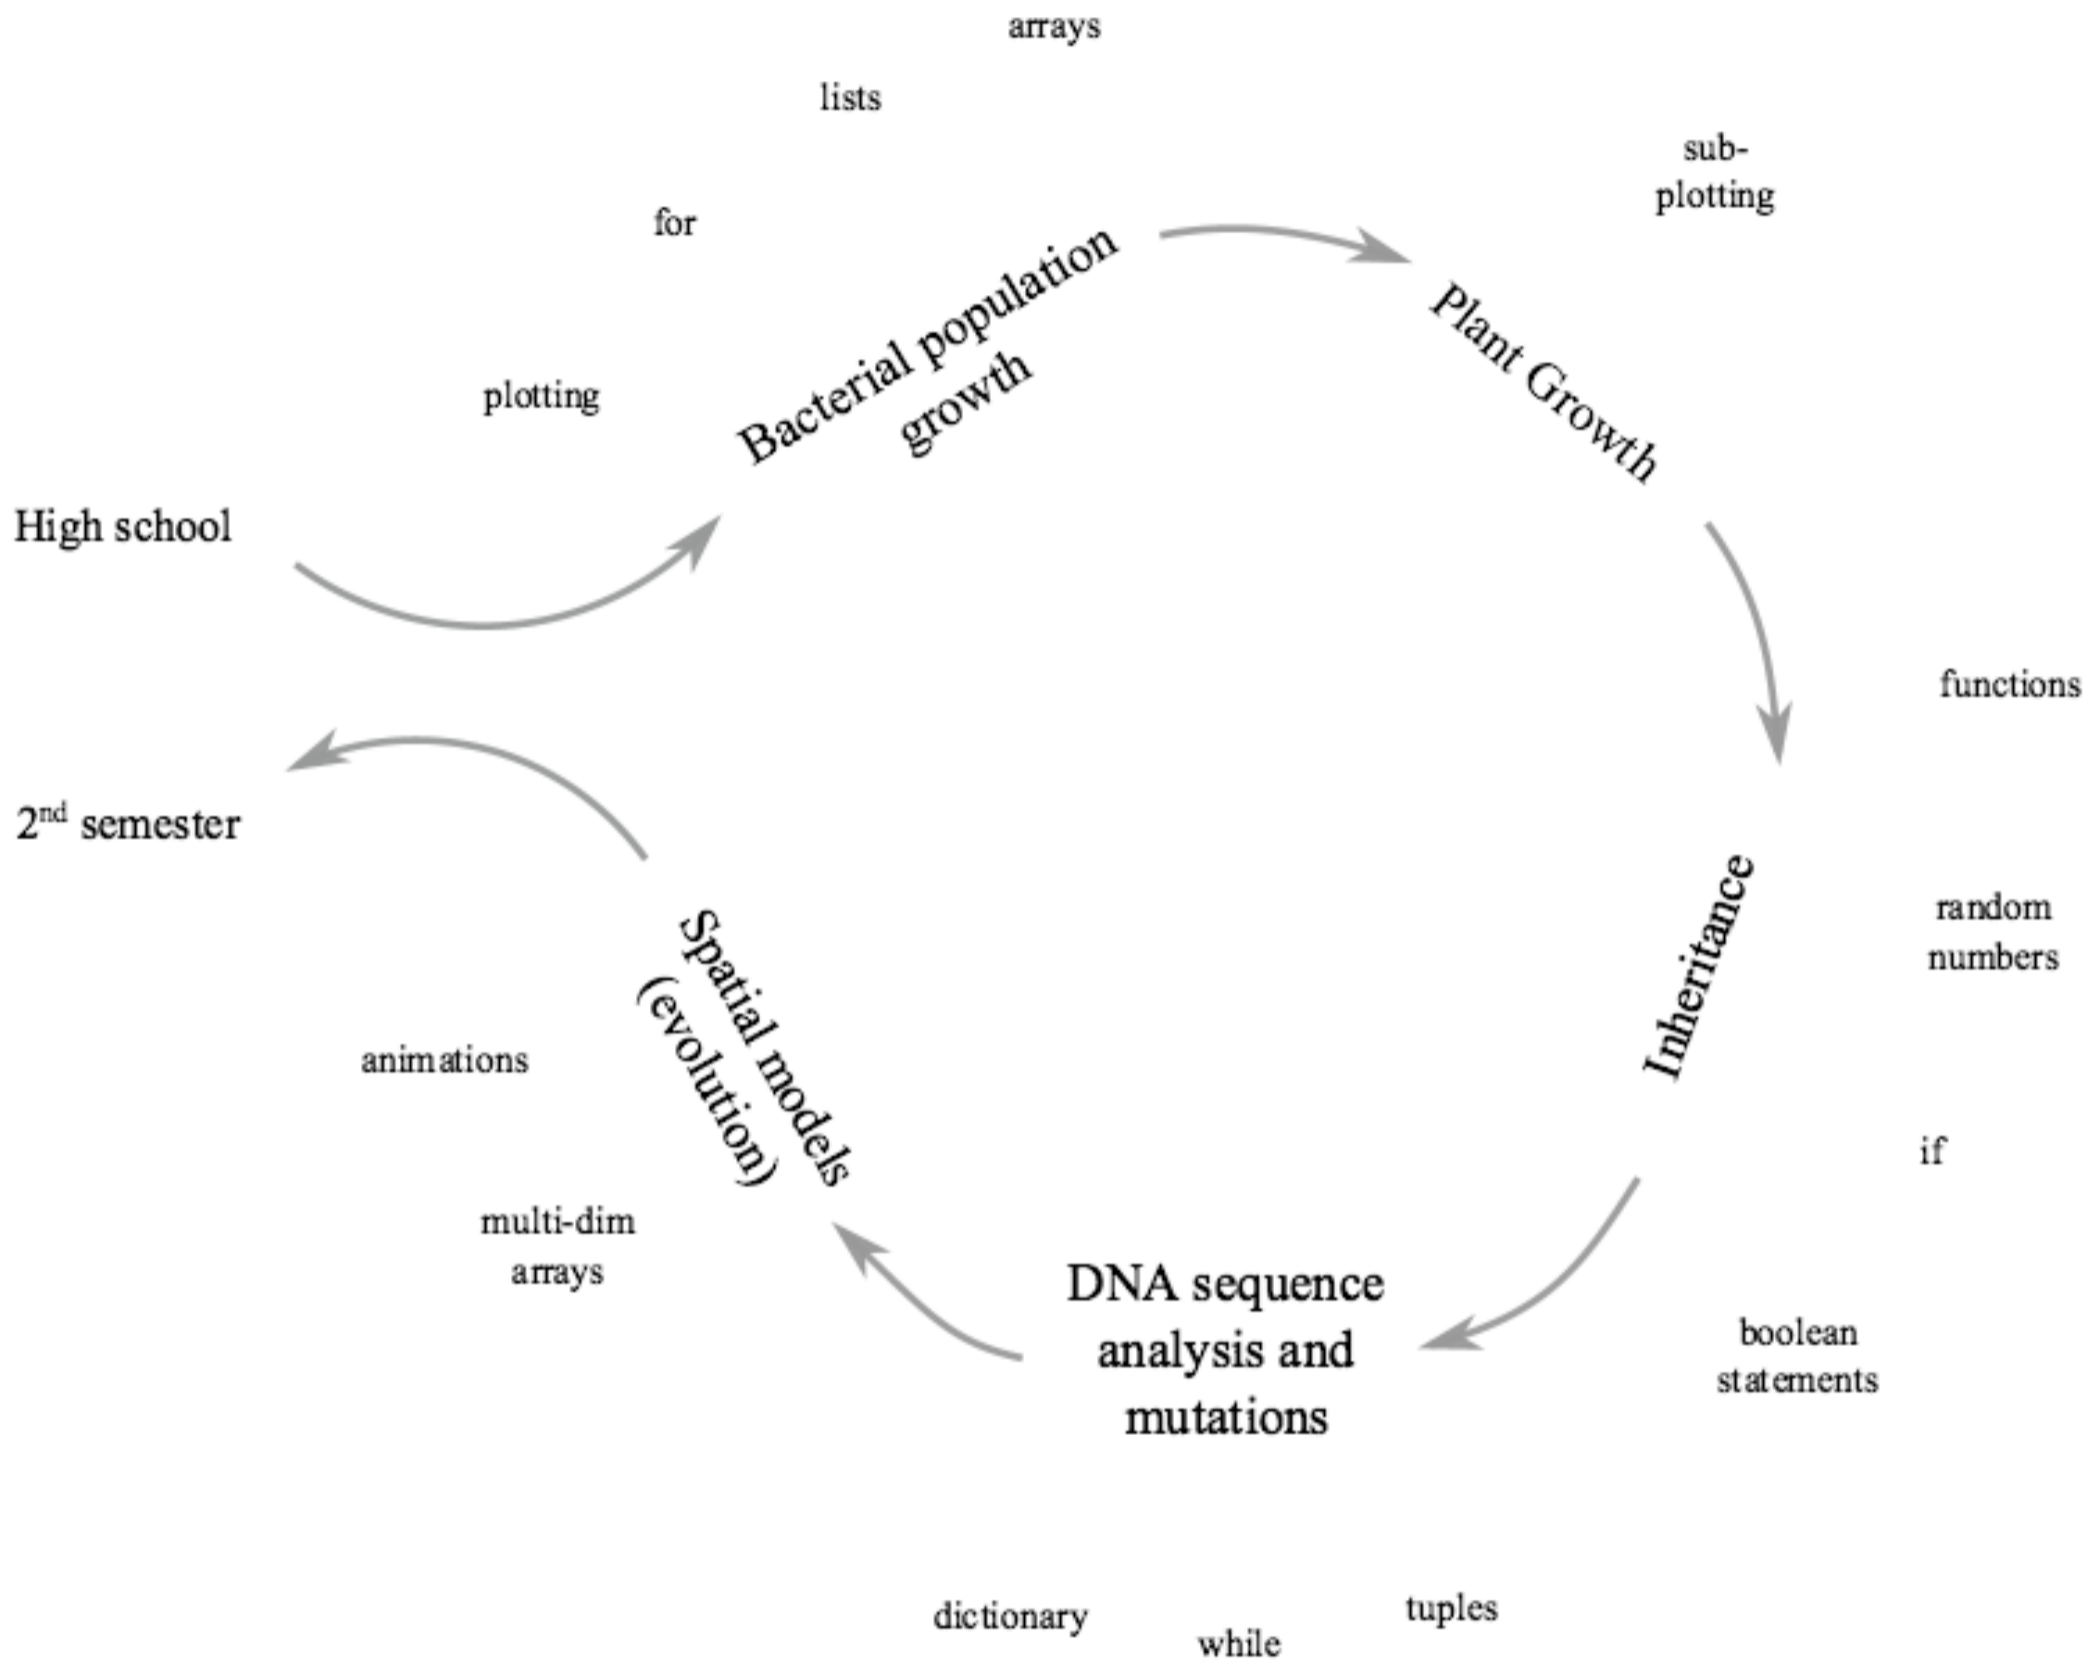 arrays
lists
sub-
plotting
for
Bacterial population
growth
Plant Growth
plotting
High school
functions
2nd semester
Inheritance
random
numbers
Spatial models
(evolution)
animations
if
multi-dim
arrays
DNA sequence
analysis and
mutations
boolean
statements
dictionary
while
tuples